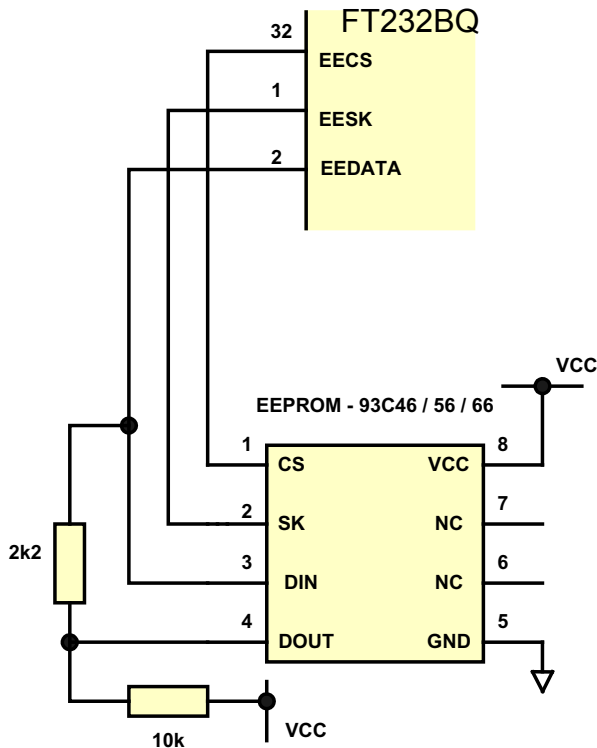 FT232BQ
32
EECS
1
EESK
2
EEDATA
VCC
EEPROM - 93C46 / 56 / 66
1
CS
VCC
8
2
SK
NC
7
3
DIN
NC
6
4
DOUT
GND
5
2k2
10k
VCC